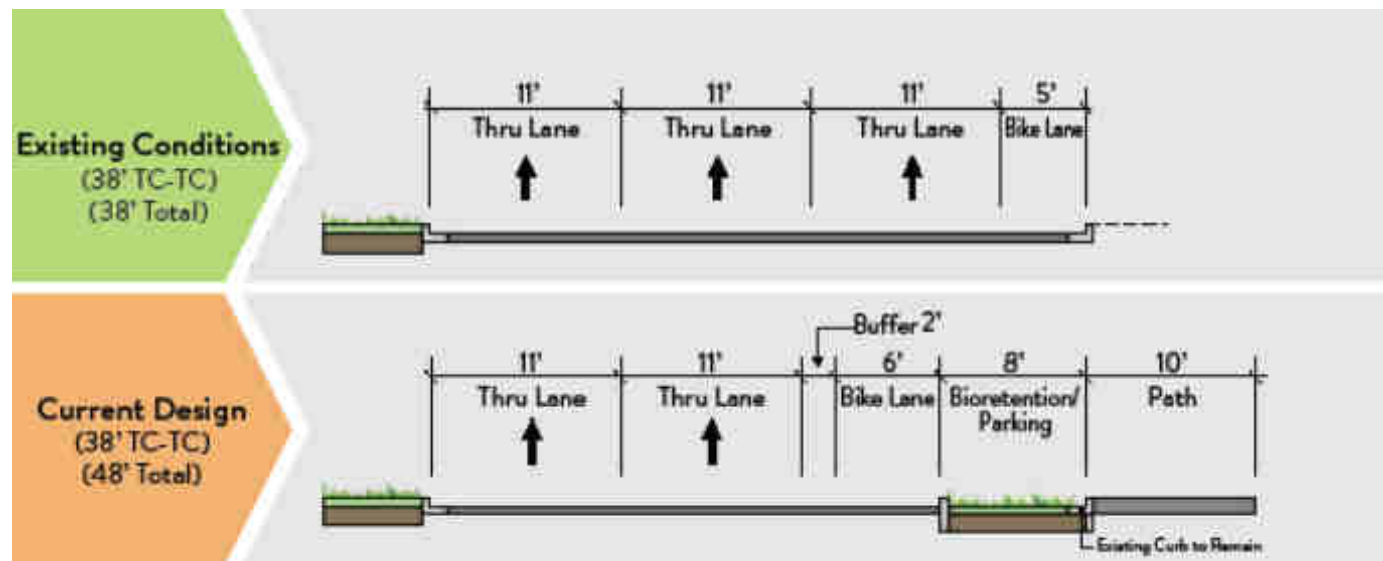 Existing Conditions
(38' TC-TC)
(38' Total)
11' 11' 11' 5'
Thru Lane Thru Lane Thru Lane Bike Lane
Current Design
(38' TC-TC)
(48' Total)
Buffer 2'
11' 11' 6' 8' 10'
Thru Lane Thru Lane Bike Lane Bioretention/ Path
Parking
Existing Curb to Remain